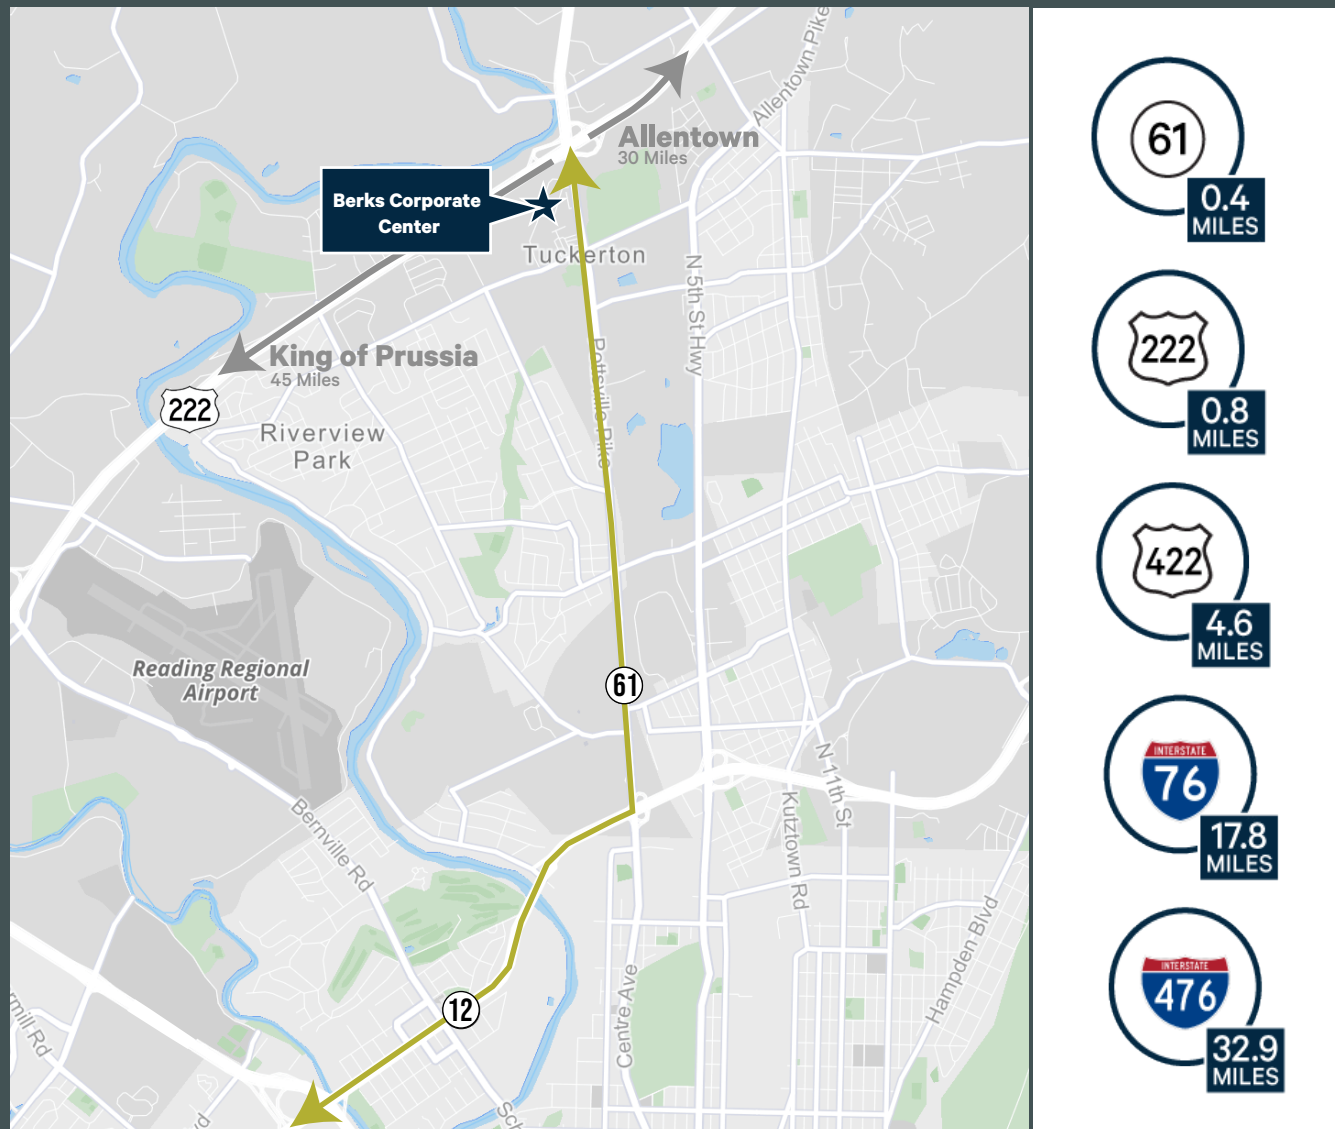 Allentown Pike
Allentown
30 Miles
Berks Corporate
Center
Tuckerton
N 5th St Hwy
Pottsville Pike
King of Prussia
45 Miles
222
Riverview
Park
Reading Regional
Airport
61
N 11th St
Kutztown Rd
Bernville Rd
Hampden Blvd
Centre Ave
12
mill Rd
Sch
61
0.4
MILES
222
0.8
MILES
422
4.6
MILES
INTERSTATE
76
17.8
MILES
INTERSTATE
476
32.9
MILES